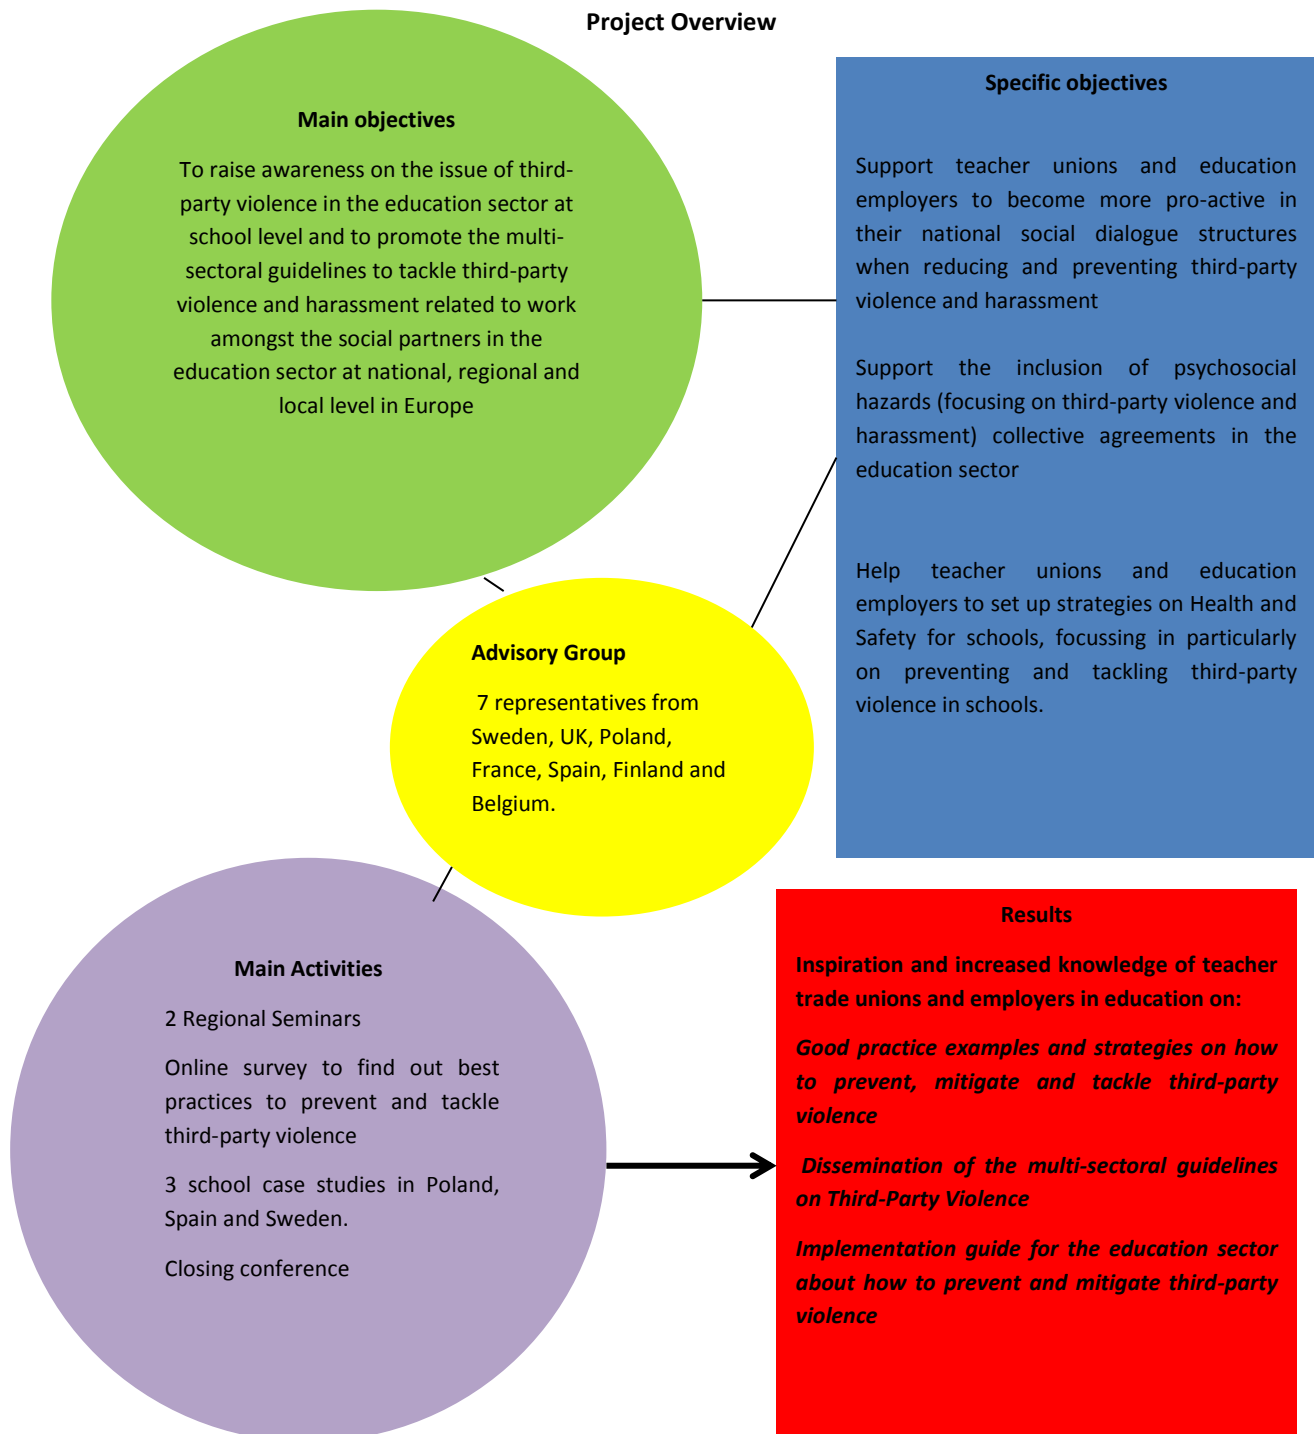 Project Overview
Main objectives
To raise awareness on the issue of third-
party violence in the education sector at
school level and to promote the multi-
sectoral guidelines to tackle third-party
violence and harassment related to work
amongst the social partners in the
education sector at national, regional and
local level in Europe
Specific objectives
Support teacher unions and education
employers to become more pro-active in
their national social dialogue structures
when reducing and preventing third-party
violence and harassment
Support the inclusion of psychosocial
hazards (focusing on third-party violence and
harassment) collective agreements in the
education sector
Help teacher unions and education
employers to set up strategies on Health and
Safety for schools, focussing in particularly
on preventing and tackling third-party
violence in schools.
Advisory Group
7 representatives from
Sweden, UK, Poland,
France, Spain, Finland and
Belgium.
Main Activities
2 Regional Seminars
Online survey to find out best
practices to prevent and tackle
third-party violence
3 school case studies in Poland,
Spain and Sweden.
Closing conference
Results
Inspiration and increased knowledge of teacher
trade unions and employers in education on:
Good practice examples and strategies on how
to prevent, mitigate and tackle third-party
violence
Dissemination of the multi-sectoral guidelines
on Third-Party Violence
Implementation guide for the education sector
about how to prevent and mitigate third-party
violence